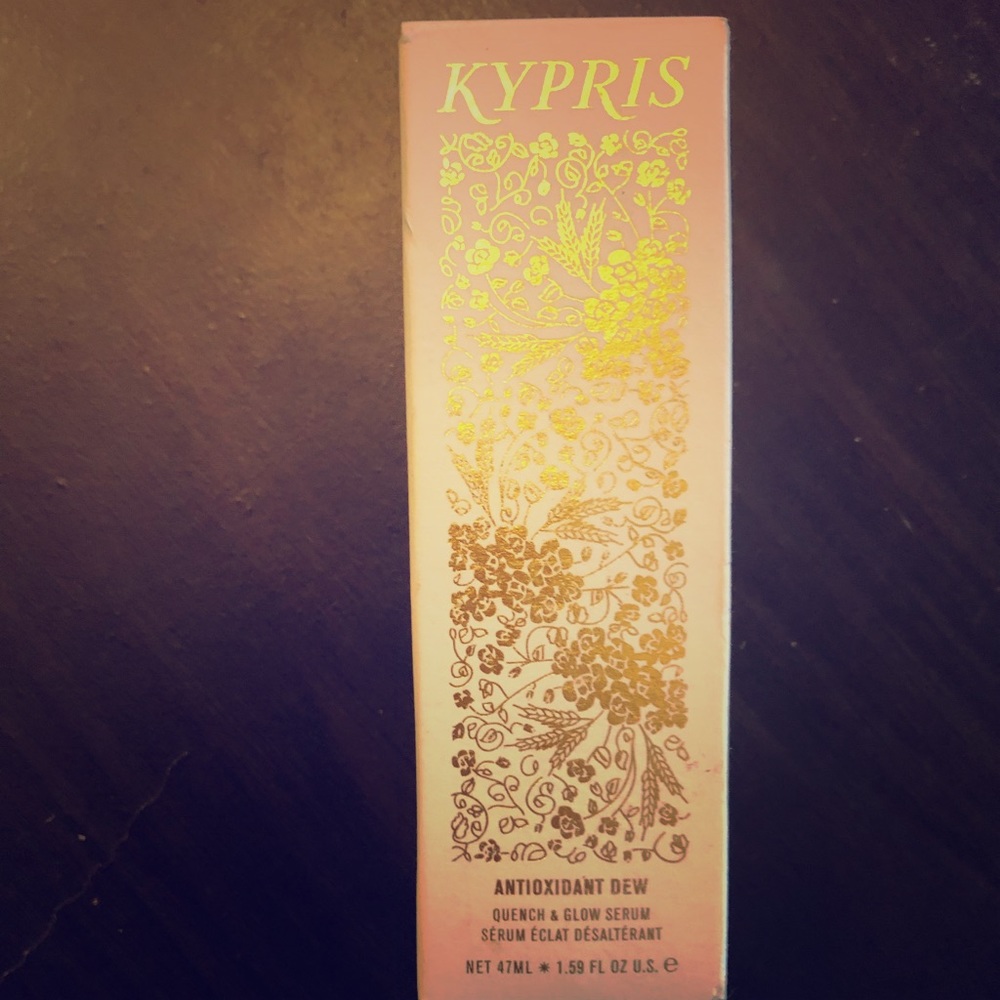 KYPRIS
ANTIOXIDANT DEW
QUENCH & GLOW SERUM
SÉRUM ÉCLAT DÉSALTÉRANT
NET 47ML ✷ 1.59 FL OZ U.S. ℮